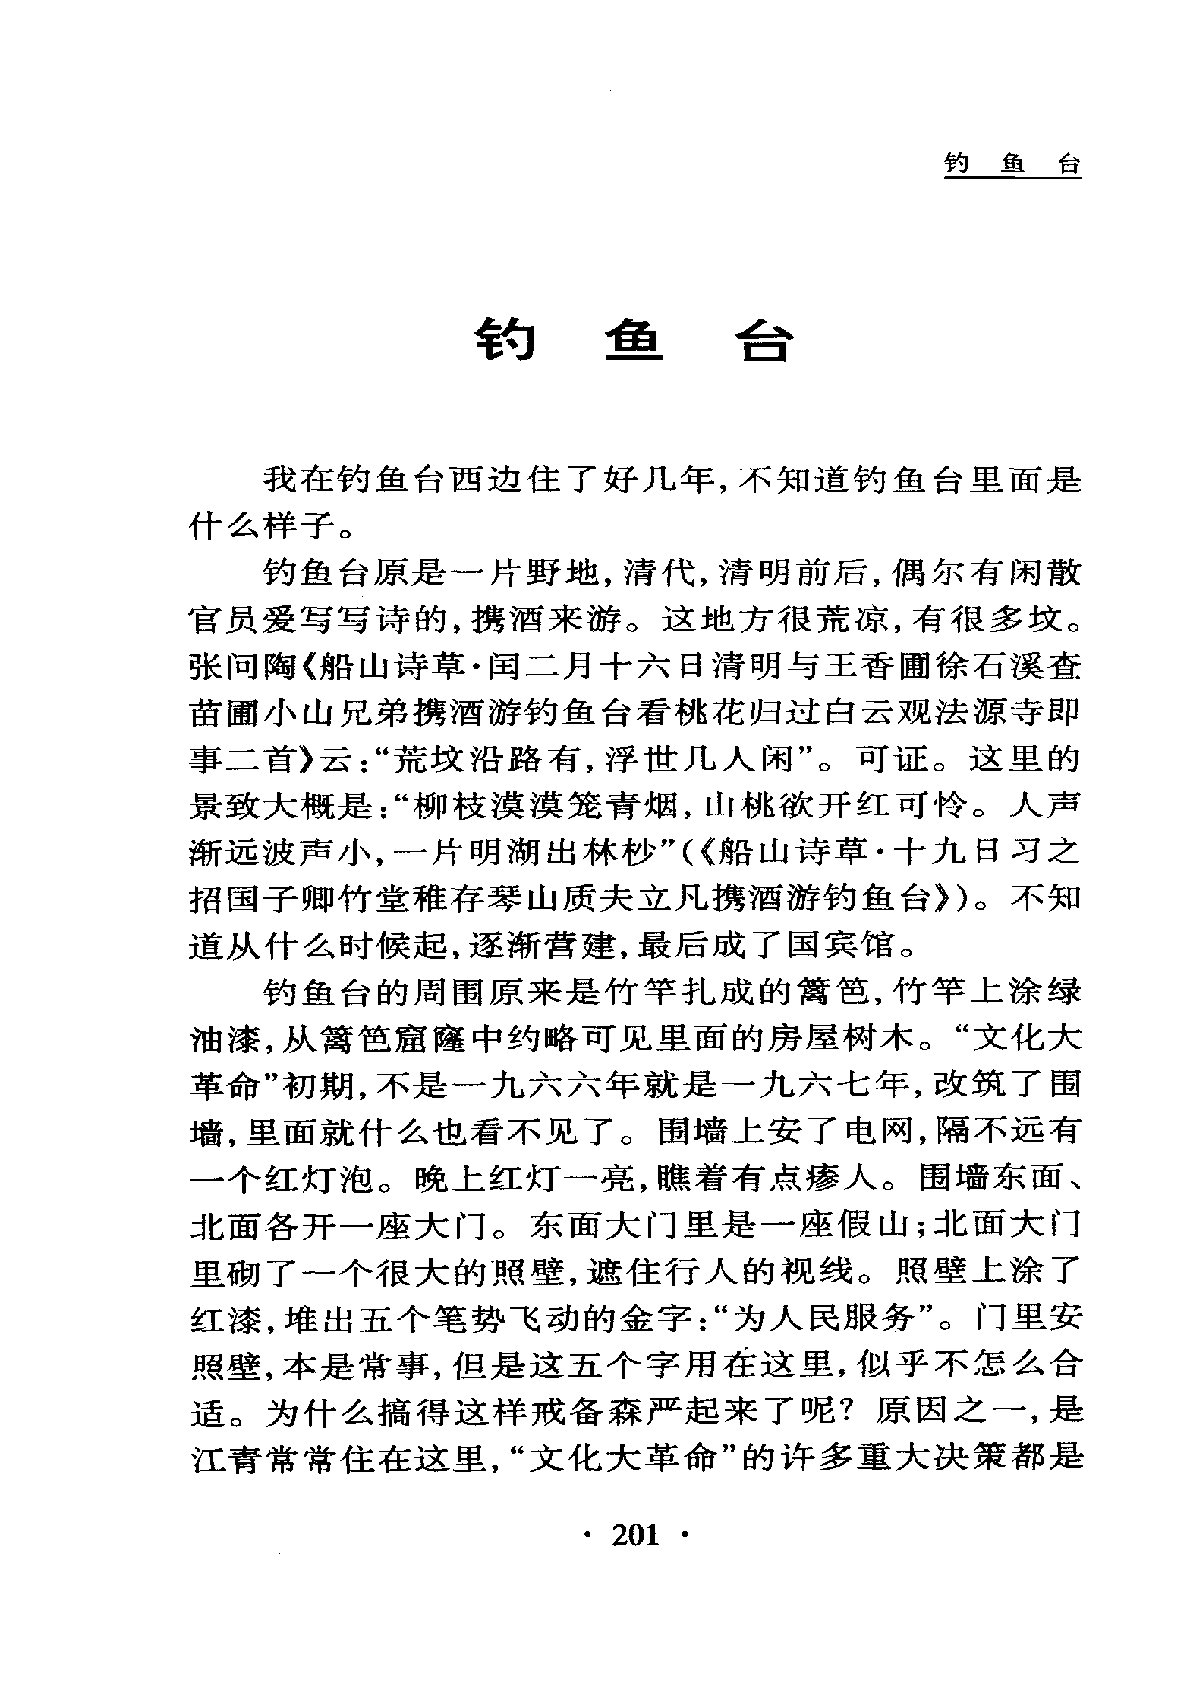 钓鱼台
钓鱼台
我在钓鱼台西边住了好几年,不知道钓鱼台里面是
什么样子。
钓鱼台原是一片野地,清代,清明前后,偶尔有闲散
官员爱写写诗的,携酒来游。这地方很荒凉,有很多坟。
张问陶《船山诗草·闰二月十六日清明与王香圃徐石溪查
苗圃小山兄弟携酒游钓鱼台看桃花归过白云观法源寺即
事二首》云:“荒坟沿路有,浮世几人闲”。可证。这里的
景致大概是:“柳枝漠漠笼青烟,山桃欲开红可怜。人声
渐远波声小,一片明湖出林杪”(《船山诗草·十九日习之
招国子卿竹堂稚存琴山质夫立凡携酒游钓鱼台》)。不知
道从什么时候起,逐渐营建,最后成了国宾馆。
钓鱼台的周围原来是竹竿扎成的篱笆,竹竿上涂绿
油漆,从篱笆窟窿中约略可见里面的房屋树木。“文化大
革命”初期,不是一九六六年就是一九六七年,改筑了围
墙,里面就什么也看不见了。围墙上安了电网,隔不远有
一个红灯泡。晚上红灯一亮,瞧着有点瘆人。围墙东面、
北面各开一座大门。东面大门里是一座假山;北面大门
里砌了一个很大的照壁,遮住行人的视线。照壁上涂了
红漆,堆出五个笔势飞动的金字:“为人民服务”。门里安
照壁,本是常事,但是这五个字用在这里,似乎不怎么合
适。为什么搞得这样戒备森严起来了呢?原因之一,是
江青常常住在这里,“文化大革命”的许多重大决策都是
· 201 ·